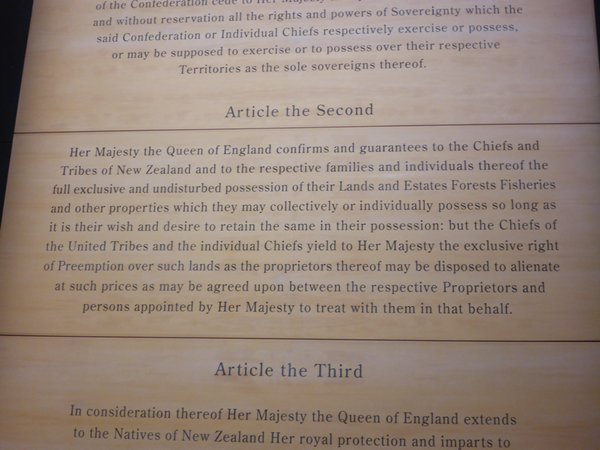 of the Confederation cede to Her Majesty
and without reservation all the rights and powers of Sovereignty which the
said Confederation or Individual Chiefs respectively exercise or possess,
or may be supposed to exercise or to possess over their respective
Territories as the sole sovereigns thereof.
Article the Second
Her Majesty the Queen of England confirms and guarantees to the Chiefs and
Tribes of New Zealand and to the respective families and individuals thereof the
full exclusive and undisturbed possession of their Lands and Estates Forests Fisheries
and other properties which they may collectively or individually possess so long as
it is their wish and desire to retain the same in their possession: but the Chiefs of
the United Tribes and the individual Chiefs yield to Her Majesty the exclusive right
of Preemption over such lands as the proprietors thereof may be disposed to alienate
at such prices as may be agreed upon between the respective Proprietors and
persons appointed by Her Majesty to treat with them in that behalf.
Article the Third
In consideration thereof Her Majesty the Queen of England extends
to the Natives of New Zealand Her royal protection and imparts to